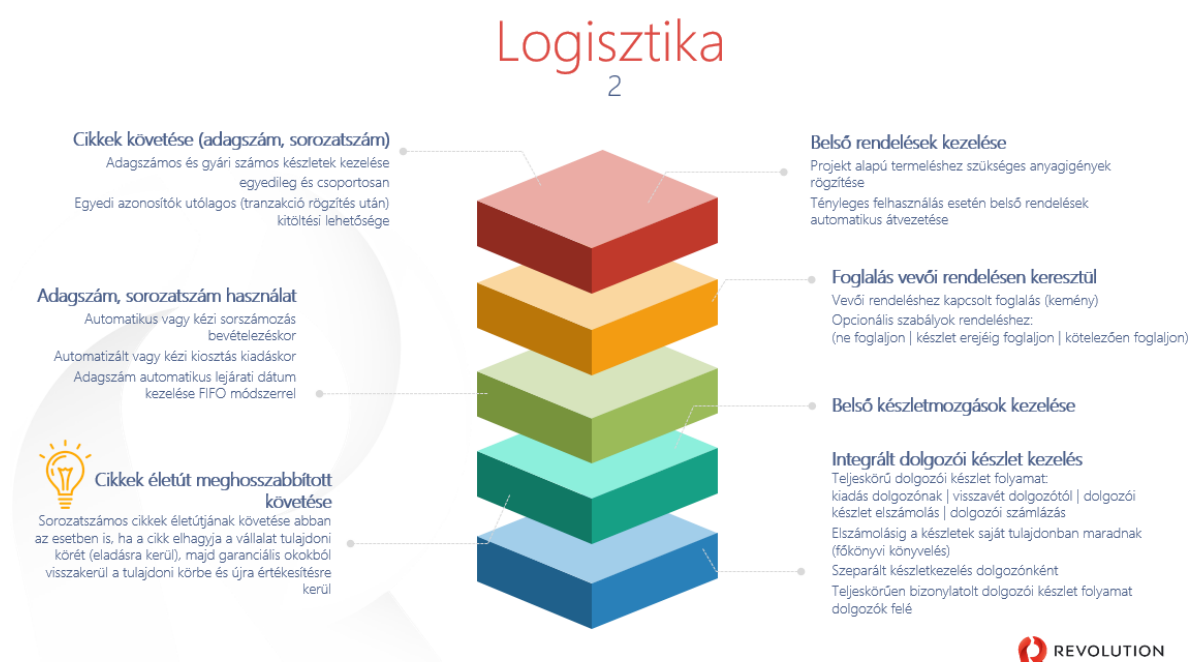 Logisztika
2
Cikkek követése (adagszám, sorozatszám)
Adagszámos és gyári számos készletek kezelése
egyedileg és csoportosan
Egyedi azonosítók utólagos (tranzakció rögzítés után)
kitöltési lehetősége
Adagszám, sorozatszám használat
Automatikus vagy kézi sorszámozás
bevételezéskor
Automatizált vagy kézi kiosztás kiadáskor
Adagszám automatikus lejárati dátum
kezelése FIFO módszerrel
Cikkek életút meghosszabbított
követése
Sorozatszámos cikkek életútjának követése abban
az esetben is, ha a cikk elhagyja a vállalat tulajdoni
körét (eladásra kerül), majd garanciális okokból
visszakerül a tulajdoni körbe és újra értékesítésre
kerül
Belső rendelések kezelése
Projekt alapú termeléshez szükséges anyagigények
rögzítése
Tényleges felhasználás esetén belső rendelések
automatikus átvezetése
Foglalás vevői rendelésen keresztül
Vevői rendeléshez kapcsolt foglalás (kemény)
Opcionális szabályok rendeléshez:
(ne foglaljon | készlet erejéig foglaljon | kötelezően foglaljon)
Belső készletmozgások kezelése
Integrált dolgozói készlet kezelés
Teljeskörű dolgozói készlet folyamat:
kiadás dolgozónak | visszavét dolgozótól | dolgozói
készlet elszámolás | dolgozói számlázás
Elszámolásig a készletek saját tulajdonban maradnak
(főkönyvi könyvelés)
Szeparált készletkezelés dolgozónként
Teljeskörűen bizonylatolt dolgozói készlet folyamat
dolgozók felé
REVOLUTION